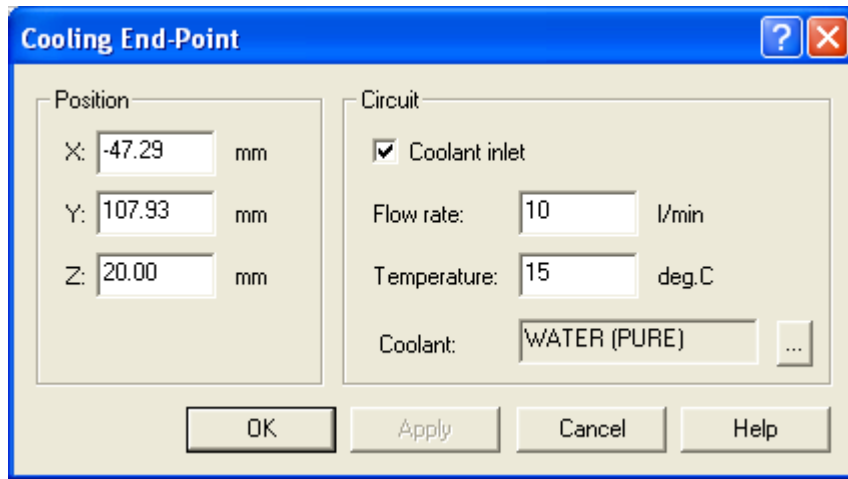 Cooling End-Point
Position
X: -47.29 mm
Y: 107.93 mm
Z: 20.00 mm
Circuit
Coolant inlet
Flow rate: 10 l/min
Temperature: 15 deg.C
Coolant: WATER (PURE) ...
OK Apply Cancel Help